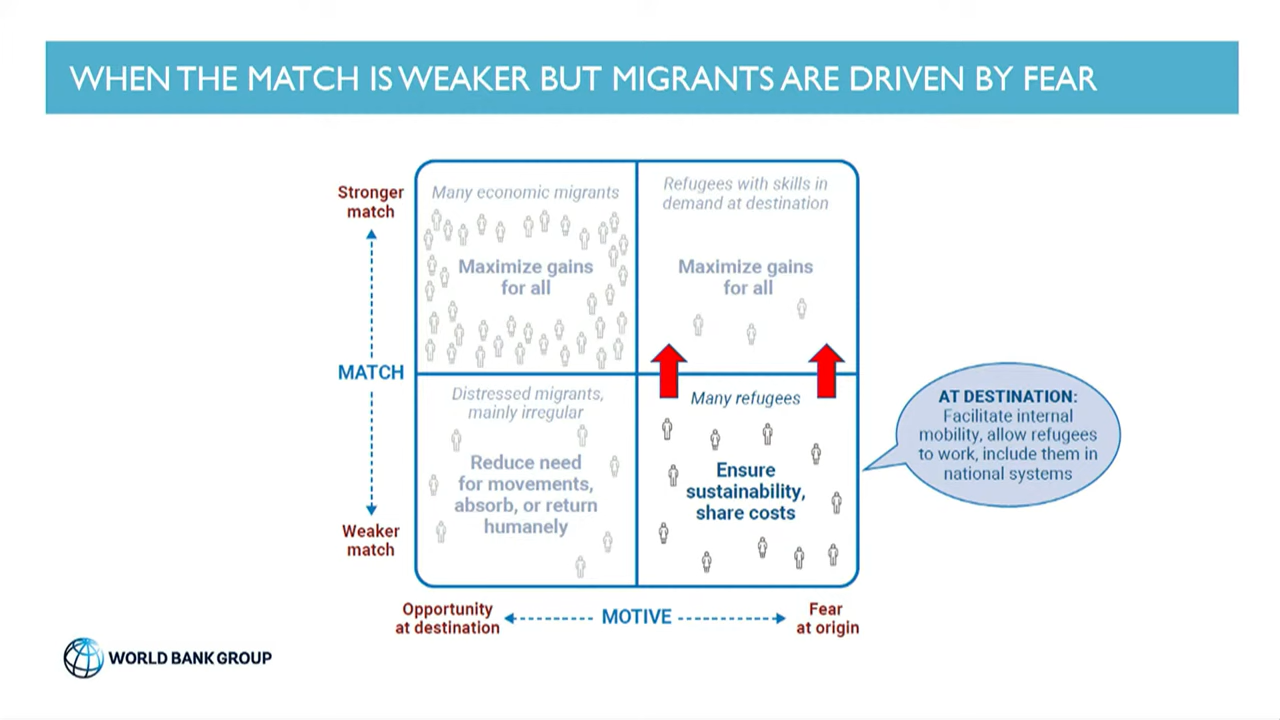 WHEN THE MATCH IS WEAKER BUT MIGRANTS ARE DRIVEN BY FEAR
Stronger
match
MATCH
Weaker
match
Many economic migrants
Maximize gains
for all
Refugees with skills in
demand at destination
Maximize gains
for all
Distressed migrants,
mainly irregular
Reduce need
for movements,
absorb, or return
humanely
Many refugees
Ensure
sustainability,
share costs
AT DESTINATION:
Facilitate internal
mobility, allow refugees
to work, include them in
national systems
Opportunity
at destination
MOTIVE
Fear
at origin
WORLD BANK GROUP